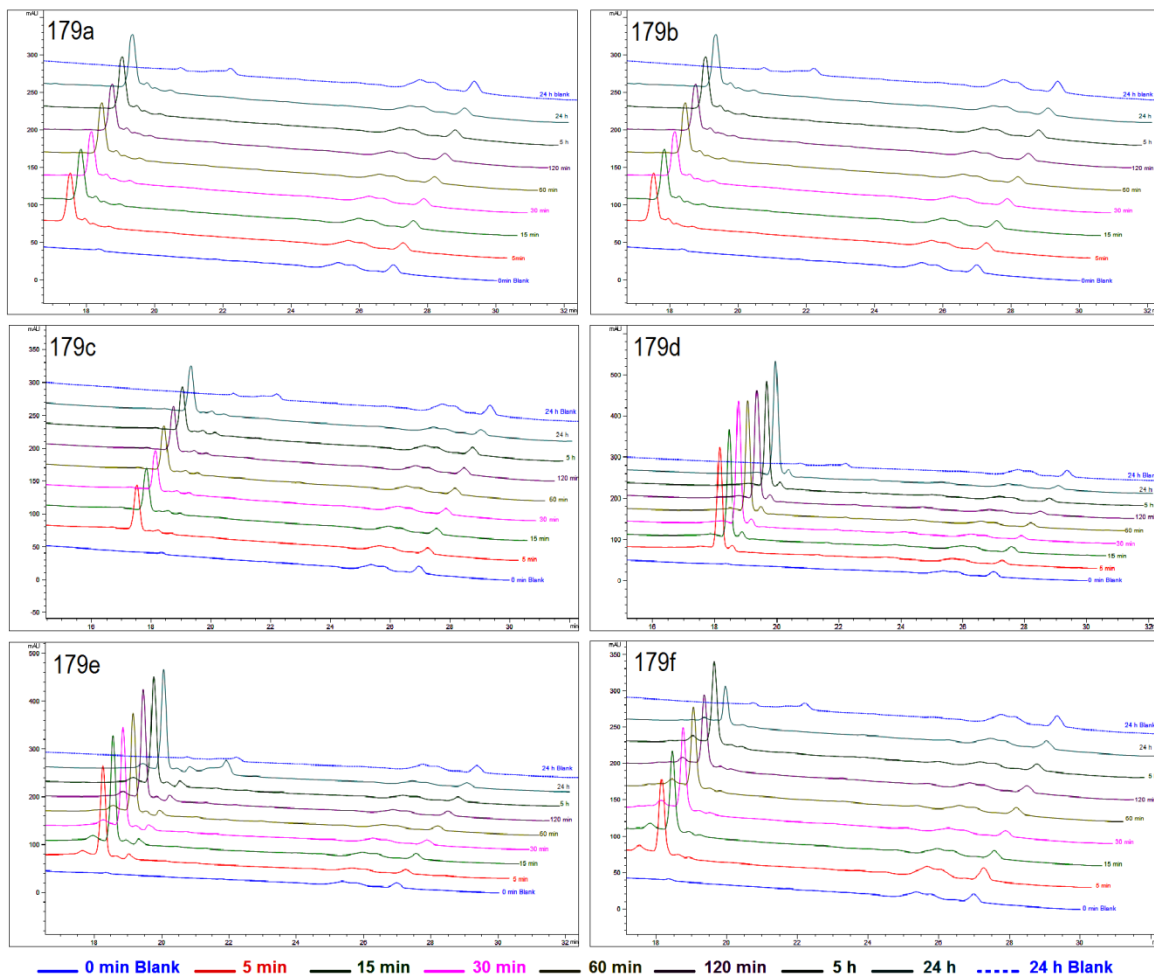 179a
mAU
300
250
200
150
100
50
0
24 h blank
24 h
5 h
120 min
60 min
30 min
15 min
5min
0min Blank
18 20 22 24 26 28 30 32 min
179b
mAU
300
250
200
150
100
50
0
24 h blank
24 h
5 h
120 min
60 min
30 min
15 min
5min
0min Blank
18 20 22 24 26 28 30
179c
mAU
350
300
250
200
150
100
50
0
-50
24 h Blank
24 h
5 h
120 min
60 min
30 min
15 min
5 min
0 min Blank
16 18 20 22 24 26 28 30 min
179d
mAU
500
400
300
200
100
0
24 h Blank
24 h
5 h
120 min
60 min
30 min
15 min
5 min
0 min Blank
16 18 20 22 24 26 28 30
179e
mAU
500
400
300
200
100
0
24 h Blank
24 h
5 h
120 min
60 min
30 min
15 min
5 min
0 min Blank
18 20 22 24 26 28 30 min
179f
mAU
350
300
250
200
150
100
50
0
24 h Blank
24 h
5 h
120 min
60 min
30 min
15 min
5 min
0 min Blank
18 20 22 24 26 28 30
0 min Blank 5 min 15 min 30 min 60 min 120 min 5 h 24 h 24 h Blank